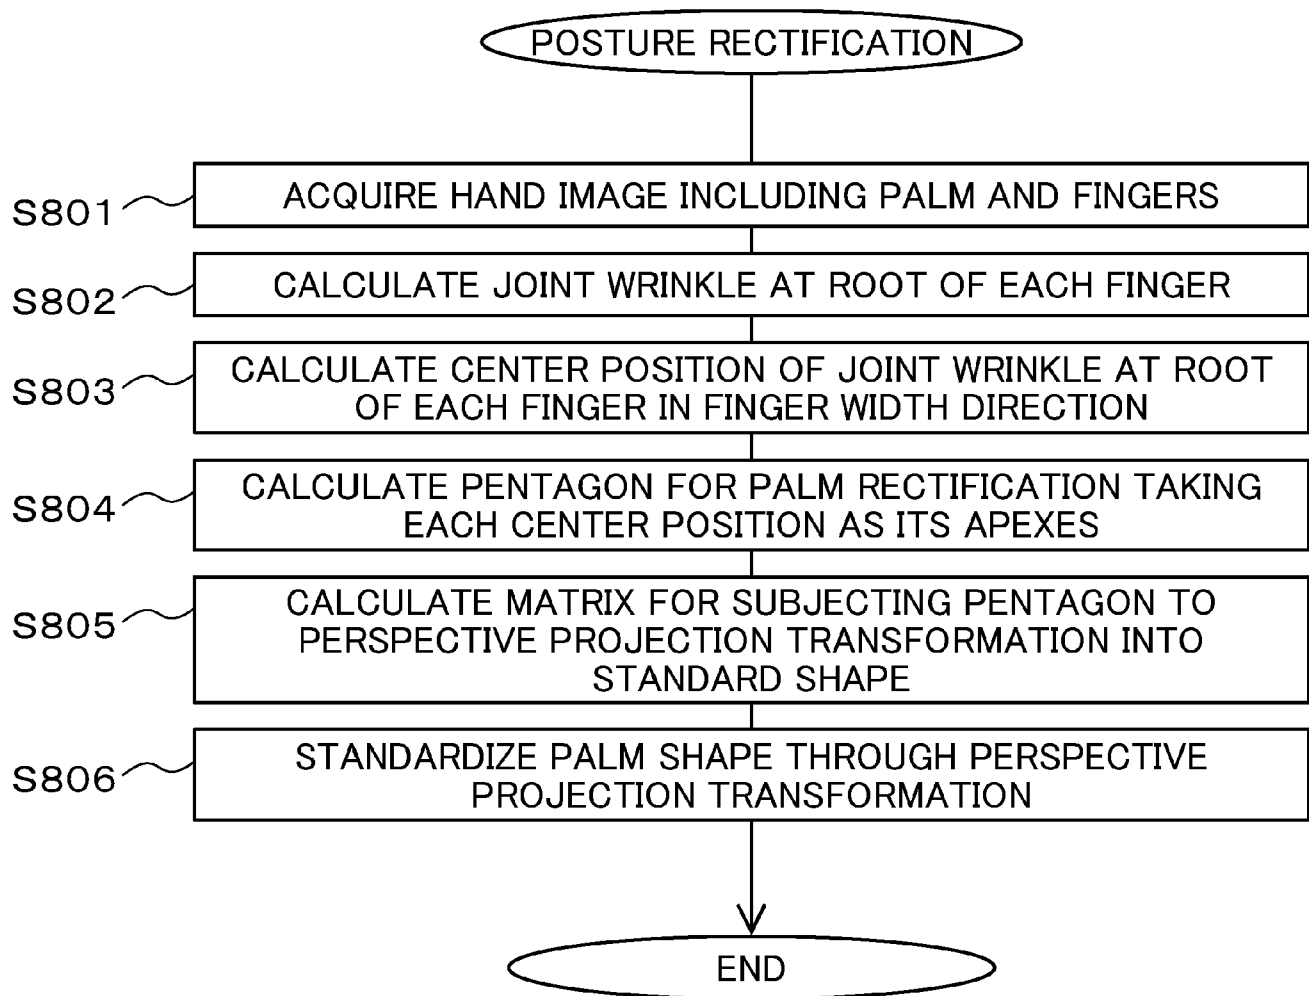 POSTURE RECTIFICATION
S801
ACQUIRE HAND IMAGE INCLUDING PALM AND FINGERS
S802
CALCULATE JOINT WRINKLE AT ROOT OF EACH FINGER
S803
CALCULATE CENTER POSITION OF JOINT WRINKLE AT ROOT
OF EACH FINGER IN FINGER WIDTH DIRECTION
S804
CALCULATE PENTAGON FOR PALM RECTIFICATION TAKING
EACH CENTER POSITION AS ITS APEXES
S805
CALCULATE MATRIX FOR SUBJECTING PENTAGON TO
PERSPECTIVE PROJECTION TRANSFORMATION INTO
STANDARD SHAPE
S806
STANDARDIZE PALM SHAPE THROUGH PERSPECTIVE
PROJECTION TRANSFORMATION
END